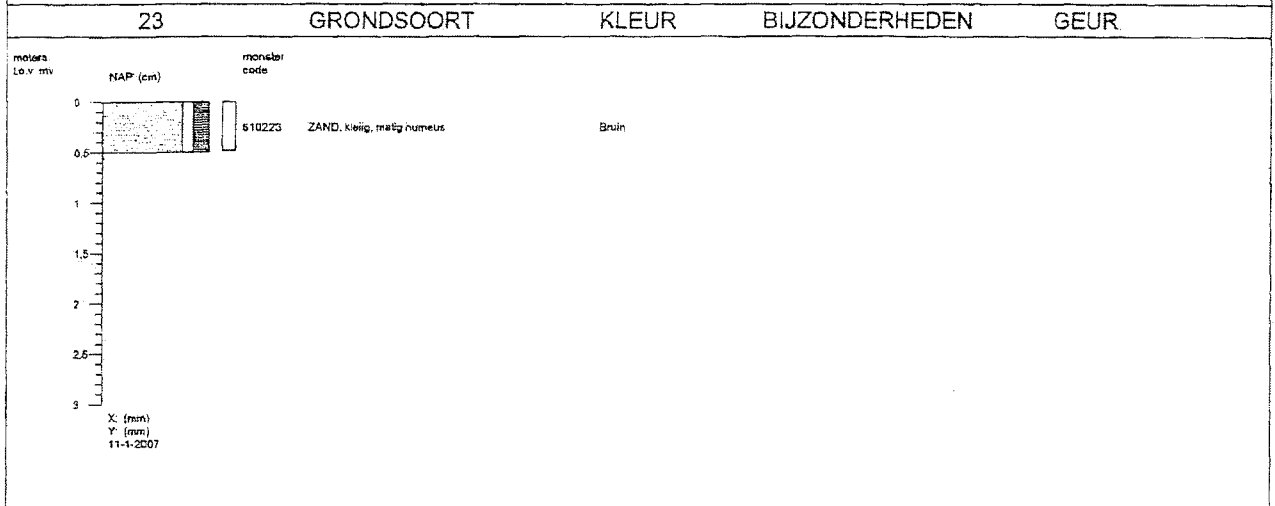 23 GRONDSOORT KLEUR BIJZONDERHEDEN GEUR
meters monster
t.o.v. mv NAP (cm) code
0
510223 ZAND, kleiig, matig humeus Bruin
0.5
1
1.5
2
2.5
3
X: (mm)
Y: (mm)
11-1-2007